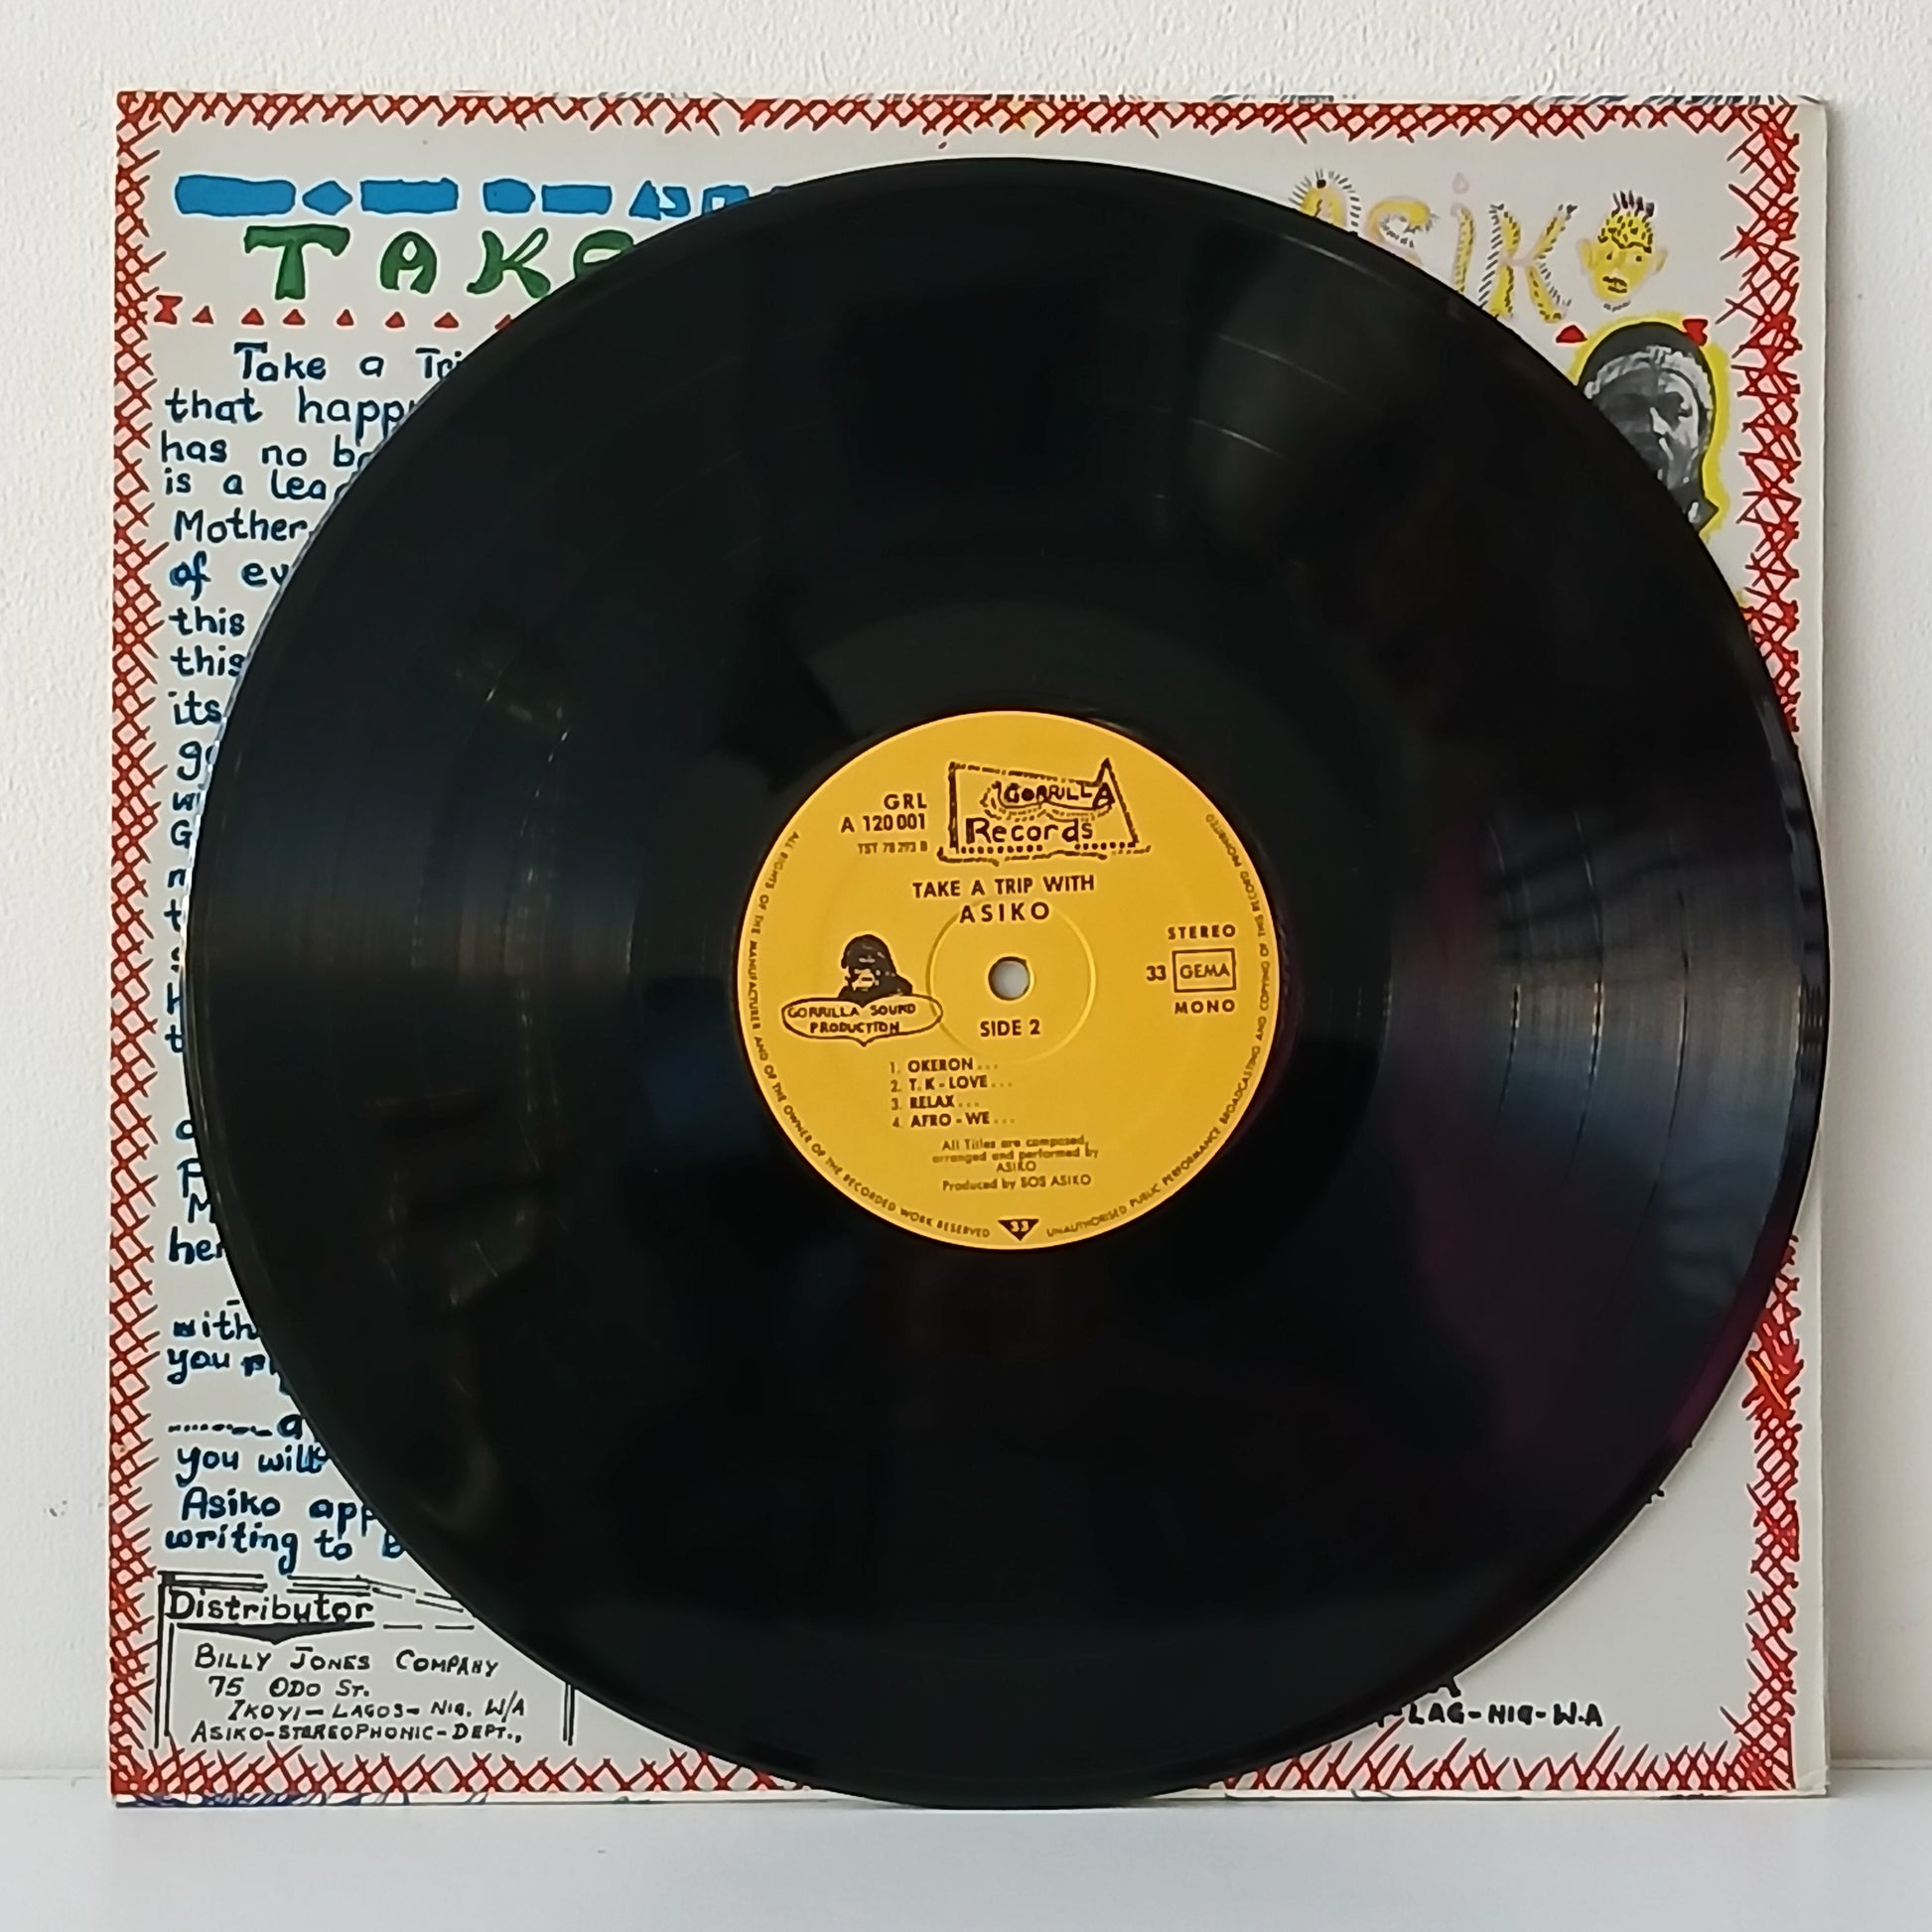 TAKE
ASIKO
Take a Tri
that happy
has no b
is a lea
Mother
of ev
this
this
its
with
you
you will
Asiko app
writing to
Distributor
BILLY JONES COMPANY
75 ODO ST.
IKOYI-LAGOS-NIG. W/A
ASIKO-STEREOPHONIC-DEPT.,
LAG-NIG-W.A
GORRILLA
Records
GRL
A 120 001
TST 78 293 B
TAKE A TRIP WITH
ASIKO
GORRILLA SOUND
PRODUCTION
STEREO
33 GEMA
MONO
SIDE 2
1. OKERON...
2. T. K - LOVE...
3. RELAX...
4. AFRO - WE...
All Titles are composed,
arranged and performed by
ASIKO
Produced by SOS ASIKO
33
ALL RIGHTS OF THE MANUFACTURER AND OF THE OWNER OF THE RECORDED WORK RESERVED
UNAUTHORISED PUBLIC PERFORMANCE BROADCASTING AND COPYING OF THIS RECORD PROHIBITED